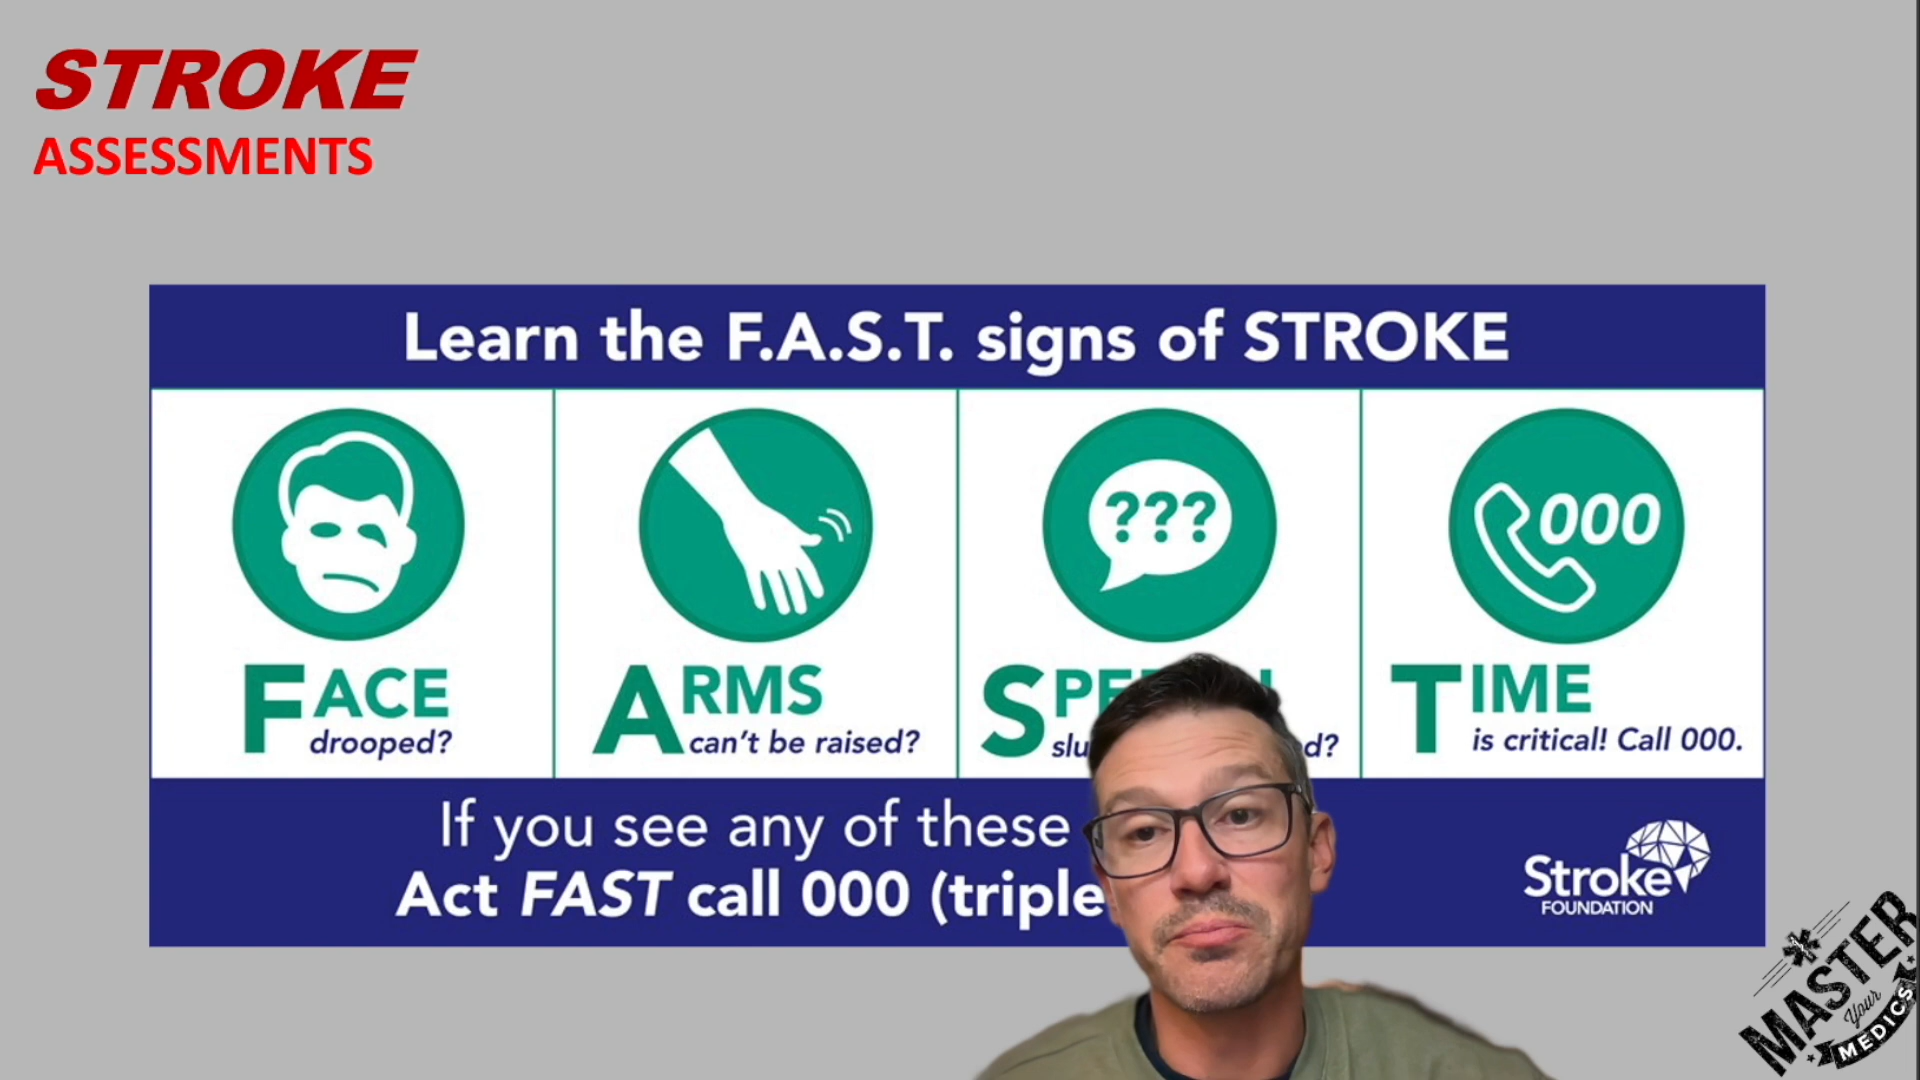 STROKE
ASSESSMENTS
Learn the F.A.S.T. signs of STROKE
???
000
FACE
drooped?
ARMS
can't be raised?
TIME
is critical! Call 000.
If you see any of these
Act FAST call 000 (triple
Stroke
FOUNDATION
MASTER
Your
MEDICS